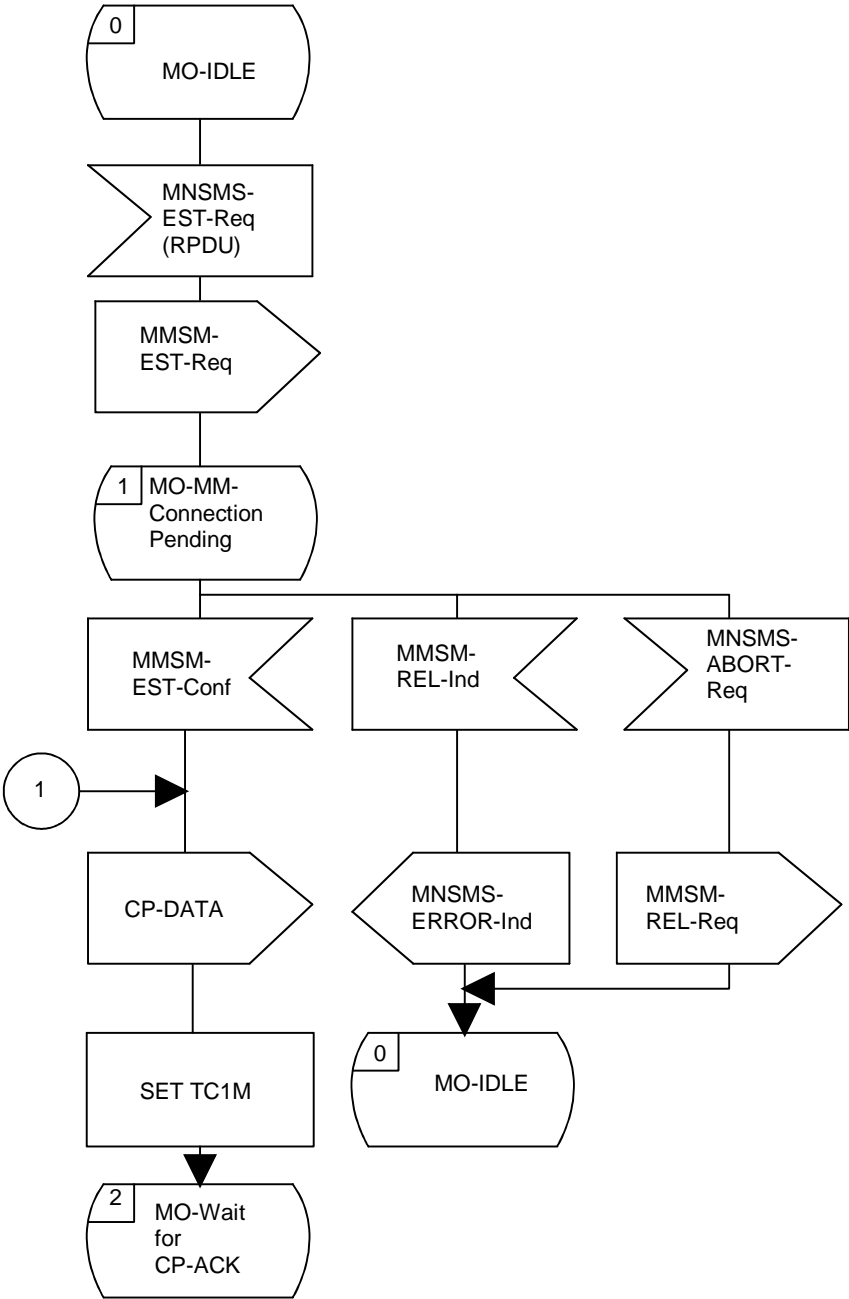 0
MO-IDLE
MNSMS-
EST-Req
(RPDU)
MMSM-
EST-Req
1
MO-MM-
Connection
Pending
MMSM-
EST-Conf
MMSM-
REL-Ind
MNSMS-
ABORT-
Req
1
CP-DATA
MNSMS-
ERROR-Ind
MMSM-
REL-Req
SET TC1M
0
MO-IDLE
2
MO-Wait
for
CP-ACK